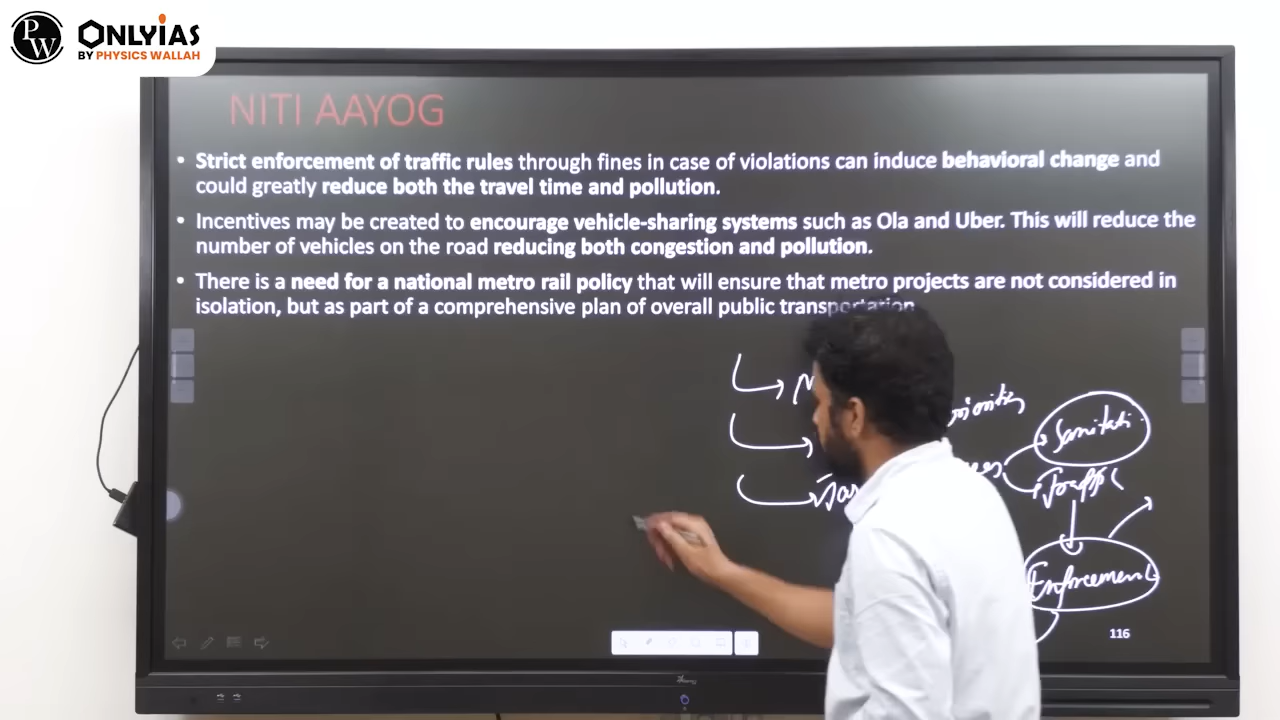 PW
ONLYIAS
BY PHYSICS WALLAH
NITI AAYOG
• Strict enforcement of traffic rules through fines in case of violations can induce behavioral change and
could greatly reduce both the travel time and pollution.
• Incentives may be created to encourage vehicle-sharing systems such as Ola and Uber. This will reduce the
number of vehicles on the road reducing both congestion and pollution.
• There is a need for a national metro rail policy that will ensure that metro projects are not considered in
isolation, but as part of a comprehensive plan of overall public transportation
Sanitati
Traffic
Enforcement
116